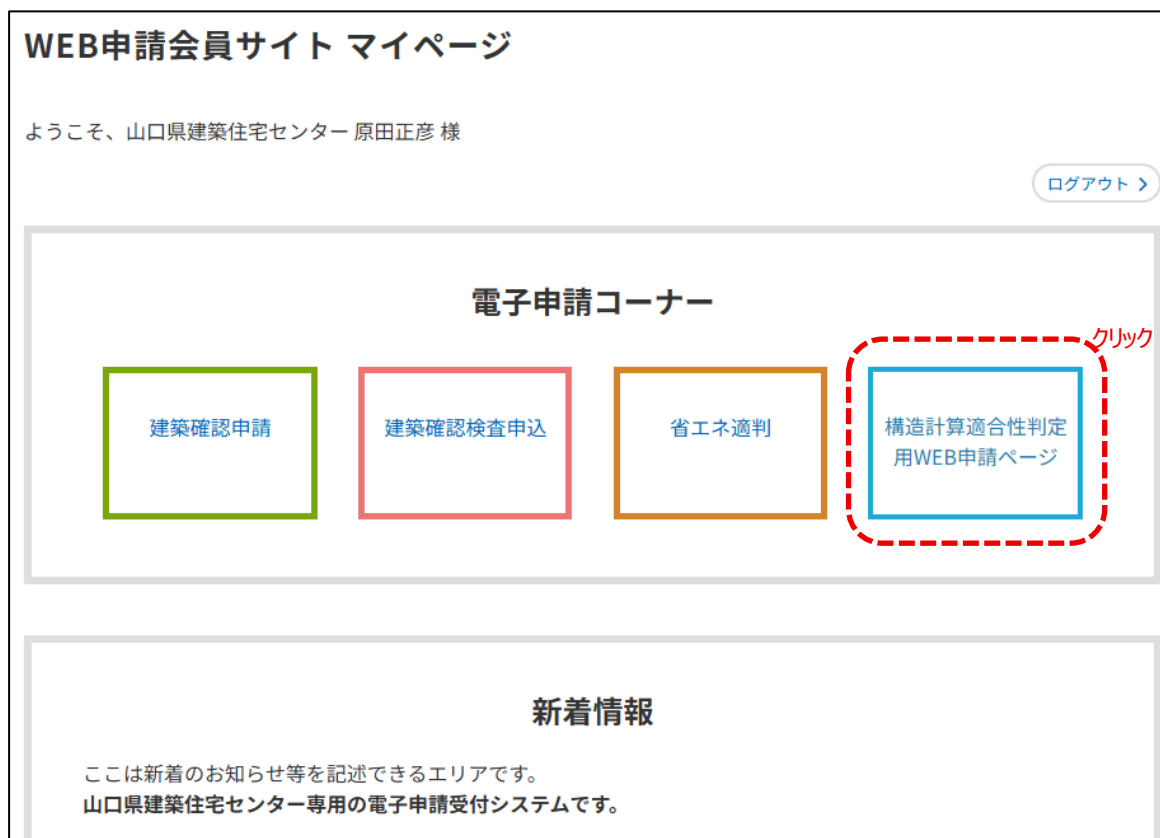 WEB申請会員サイト マイページ
ようこそ、山口県建築住宅センター 原田正彦 様
ログアウト
電子申請コーナー
クリック
建築確認申請
建築確認検査申込
省エネ適判
構造計算適合性判定
用WEB申請ページ
新着情報
ここは新着のお知らせ等を記述できるエリアです。
山口県建築住宅センター専用の電子申請受付システムです。